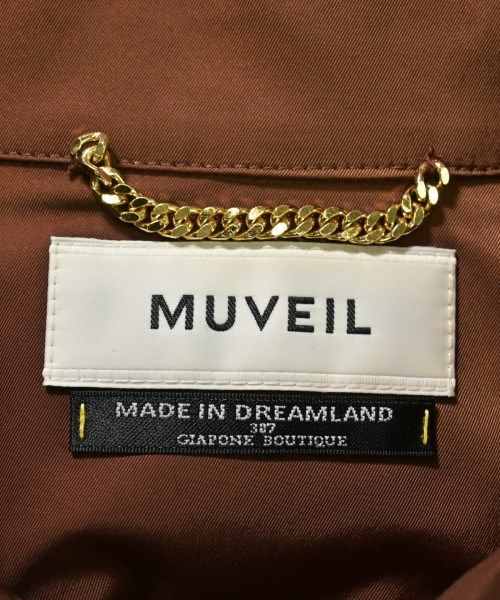 MUVEIL
MADE IN DREAMLAND
387
GIAPONE BOUTIQUE